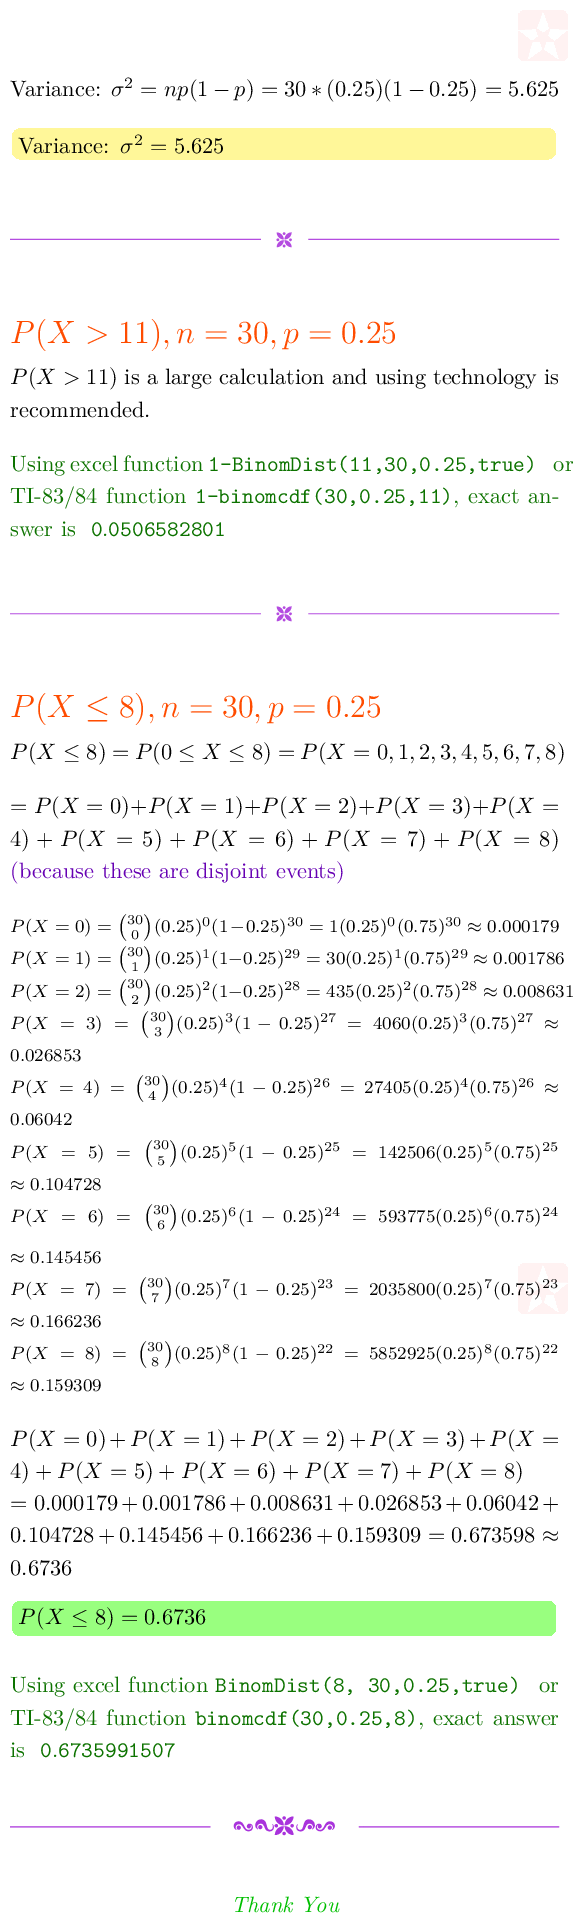 Variance: σ² = np(1 − p) = 30 ∗ (0.25)(1 − 0.25) = 5.625
Variance: σ² = 5.625
P(X > 11), n = 30, p = 0.25
P(X > 11) is a large calculation and using technology is
recommended.
Using excel function 1-BinomDist(11,30,0.25,true) or
TI-83/84 function 1-binomcdf(30,0.25,11), exact an-
swer is 0.0506582801
P(X ≤ 8), n = 30, p = 0.25
P(X ≤ 8) = P(0 ≤ X ≤ 8) = P(X = 0, 1, 2, 3, 4, 5, 6, 7, 8)
= P(X = 0)+P(X = 1)+P(X = 2)+P(X = 3)+P(X =
4) + P(X = 5) + P(X = 6) + P(X = 7) + P(X = 8)
(because these are disjoint events)
P(X = 0) = (30 0)(0.25)⁰(1−0.25)³⁰ = 1(0.25)⁰(0.75)³⁰ ≈ 0.000179
P(X = 1) = (30 1)(0.25)¹(1−0.25)²⁹ = 30(0.25)¹(0.75)²⁹ ≈ 0.001786
P(X = 2) = (30 2)(0.25)²(1−0.25)²⁸ = 435(0.25)²(0.75)²⁸ ≈ 0.008631
P(X = 3) = (30 3)(0.25)³(1 − 0.25)²⁷ = 4060(0.25)³(0.75)²⁷ ≈
0.026853
P(X = 4) = (30 4)(0.25)⁴(1 − 0.25)²⁶ = 27405(0.25)⁴(0.75)²⁶ ≈
0.06042
P(X = 5) = (30 5)(0.25)⁵(1 − 0.25)²⁵ = 142506(0.25)⁵(0.75)²⁵
≈ 0.104728
P(X = 6) = (30 6)(0.25)⁶(1 − 0.25)²⁴ = 593775(0.25)⁶(0.75)²⁴
≈ 0.145456
P(X = 7) = (30 7)(0.25)⁷(1 − 0.25)²³ = 2035800(0.25)⁷(0.75)²³
≈ 0.166236
P(X = 8) = (30 8)(0.25)⁸(1 − 0.25)²² = 5852925(0.25)⁸(0.75)²²
≈ 0.159309
P(X = 0) + P(X = 1) + P(X = 2) + P(X = 3) + P(X =
4) + P(X = 5) + P(X = 6) + P(X = 7) + P(X = 8)
= 0.000179 + 0.001786 + 0.008631 + 0.026853 + 0.06042 +
0.104728 + 0.145456 + 0.166236 + 0.159309 = 0.673598 ≈
0.6736
P(X ≤ 8) = 0.6736
Using excel function BinomDist(8, 30,0.25,true) or
TI-83/84 function binomcdf(30,0.25,8), exact answer
is 0.6735991507
Thank You